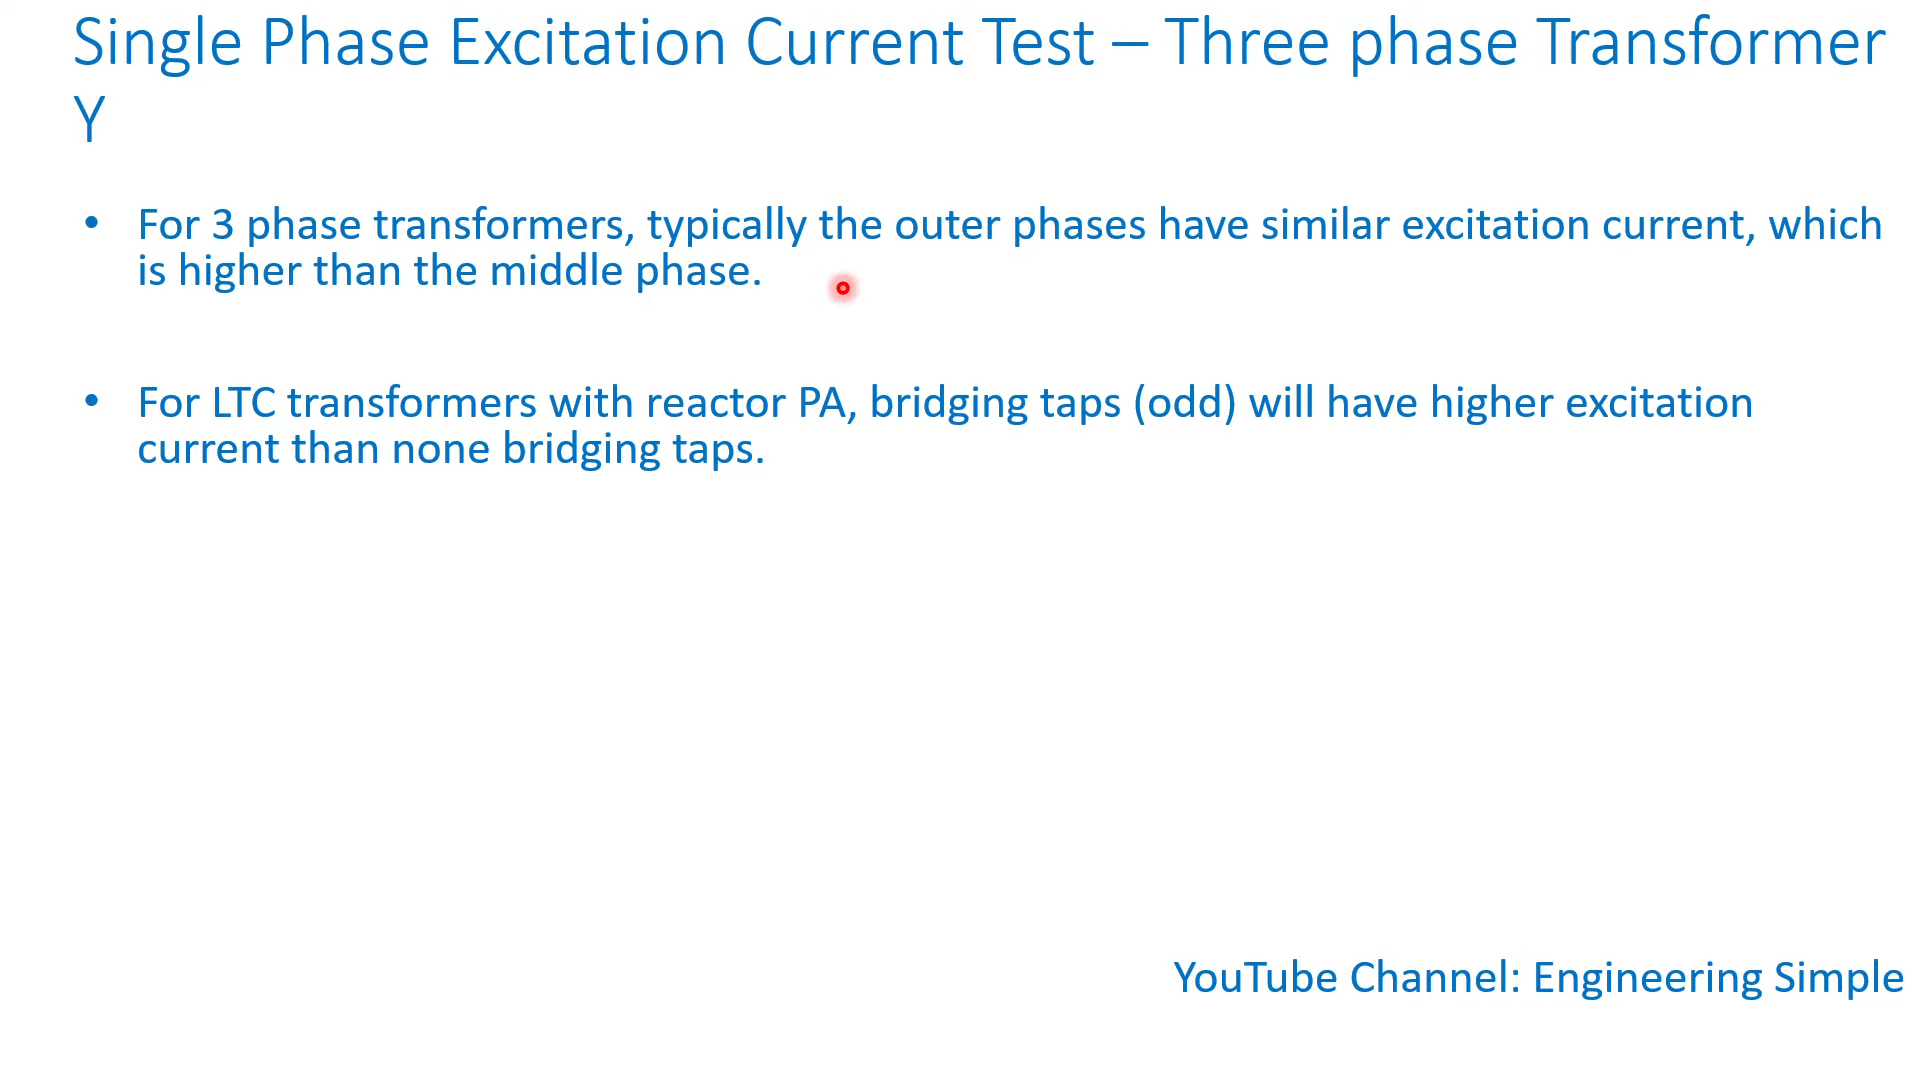 Single Phase Excitation Current Test – Three phase Transformer
Y
• For 3 phase transformers, typically the outer phases have similar excitation current, which
is higher than the middle phase.
• For LTC transformers with reactor PA, bridging taps (odd) will have higher excitation
current than none bridging taps.
YouTube Channel: Engineering Simple